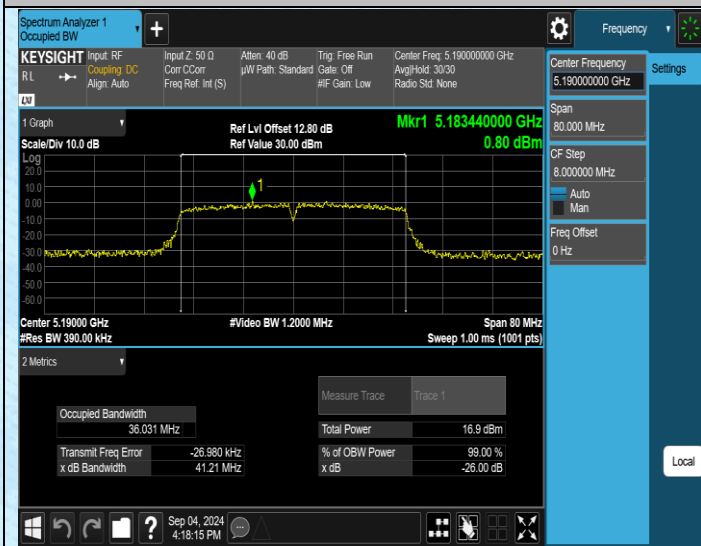 Spectrum Analyzer 1
Occupied BW
+
Frequency
KEYSIGHT
RL
LXI
Input: RF
Coupling: DC
Align: Auto
Input Z: 50 Ω
Corr CCorr
Freq Ref: Int (S)
Atten: 40 dB
µW Path: Standard
Trig: Free Run
Gate: Off
#IF Gain: Low
Center Freq: 5.190000000 GHz
Avg|Hold: 30/30
Radio Std: None
Center Frequency
5.190000000 GHz
Settings
Span
80.000 MHz
CF Step
8.000000 MHz
Auto
Man
Freq Offset
0 Hz
Local
1 Graph
Scale/Div 10.0 dB
Ref Lvl Offset 12.80 dB
Ref Value 30.00 dBm
Mkr1 5.183440000 GHz
0.80 dBm
Log
20.0
10.0
0.00
-10.0
-20.0
-30.0
-40.0
-50.0
-60.0
1
Center 5.19000 GHz
#Res BW 390.00 kHz
#Video BW 1.2000 MHz
Span 80 MHz
Sweep 1.00 ms (1001 pts)
2 Metrics
Measure Trace
Trace 1
Occupied Bandwidth
36.031 MHz
Total Power
16.9 dBm
Transmit Freq Error
-26.980 kHz
% of OBW Power
99.00 %
x dB Bandwidth
41.21 MHz
x dB
-26.00 dB
?
Sep 04, 2024
4:18:15 PM